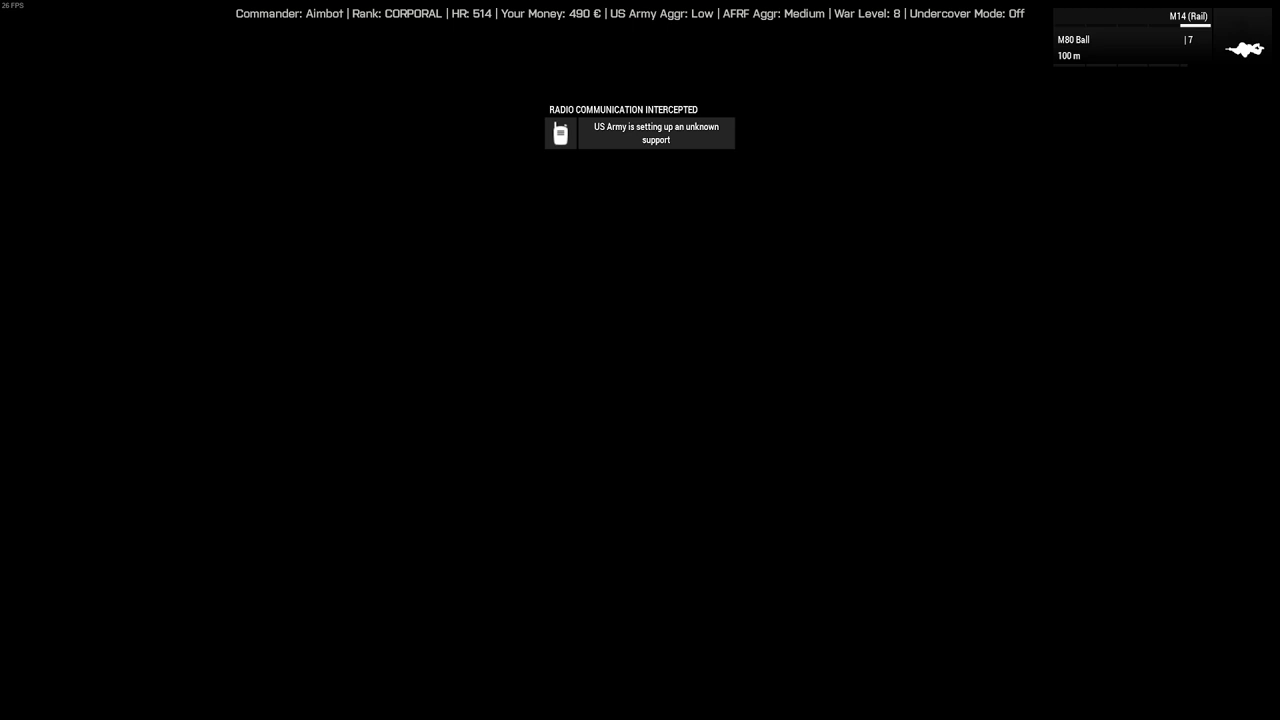 26 FPS
Commander: Aimbot | Rank: CORPORAL | HR: 514 | Your Money: 490 € | US Army Aggr: Low | AFRF Aggr: Medium | War Level: 8 | Undercover Mode: Off
M14 (Rail)
M80 Ball | 7
100 m
RADIO COMMUNICATION INTERCEPTED
US Army is setting up an unknown
support